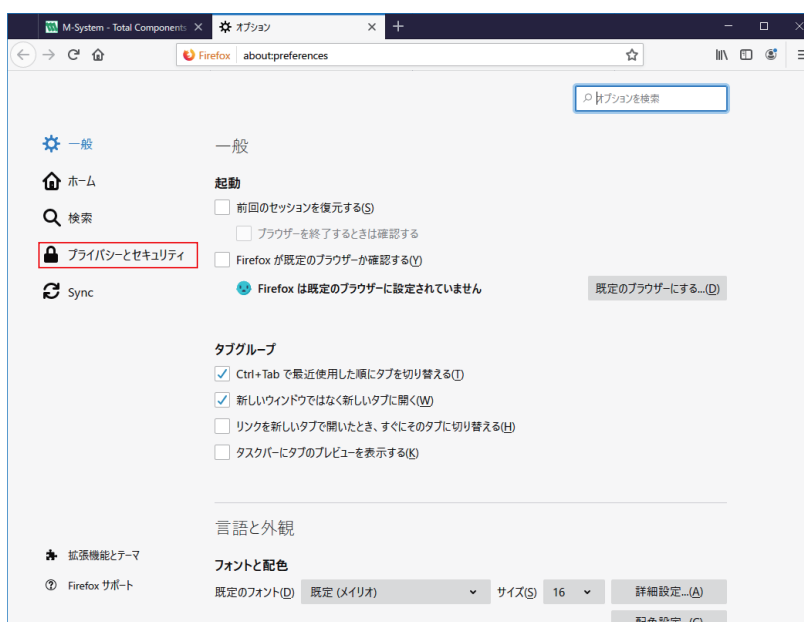 M-System - Total Components
オプション
Firefox about:preferences
オプションを検索
一般
ホーム
検索
プライバシーとセキュリティ
Sync
拡張機能とテーマ
Firefox サポート
一般
起動
前回のセッションを復元する(S)
ブラウザーを終了するときは確認する
Firefox が既定のブラウザーか確認する(Y)
Firefox は既定のブラウザーに設定されていません 既定のブラウザーにする...(D)
タブグループ
Ctrl+Tab で最近使用した順にタブを切り替える(T)
新しいウィンドウではなく新しいタブに開く(W)
リンクを新しいタブで開いたとき、すぐにそのタブに切り替える(H)
タスクバーにタブのプレビューを表示する(K)
言語と外観
フォントと配色
既定のフォント(D) 既定 (メイリオ) サイズ(S) 16 詳細設定...(A)